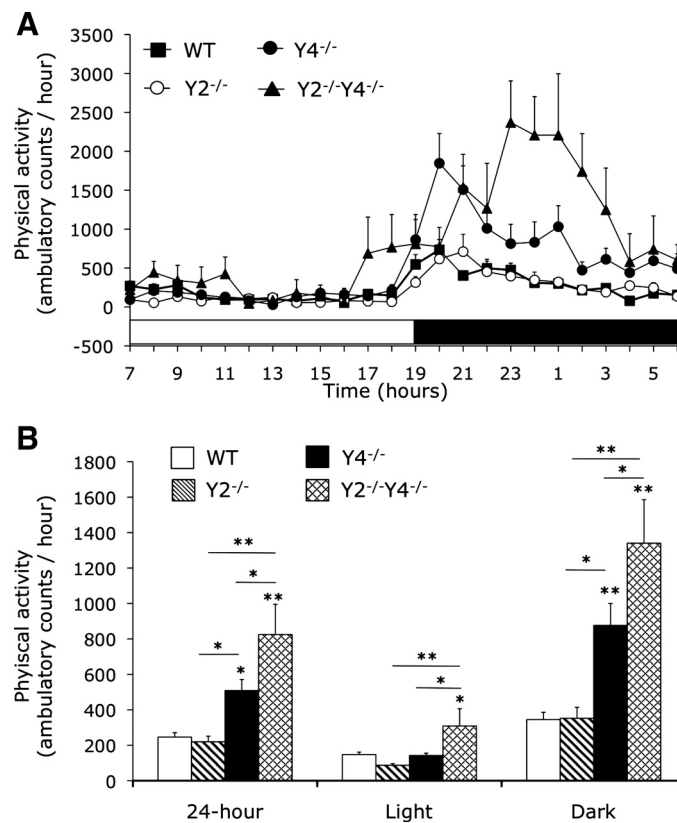 A
WT
Y4-/-
Y2-/-
Y2-/-Y4-/-
3500
3000
2500
2000
1500
1000
500
0
-500
Physical activity
(ambulatory counts / hour)
7 9 11 13 15 17 19 21 23 1 3 5
Time (hours)
B
WT
Y4-/-
Y2-/-
Y2-/-Y4-/-
1800
1600
1400
1200
1000
800
600
400
200
0
Phyiscal activity
(ambulatory counts / hour)
**
*
**
*
*
**
*
*
**
*
**
*
**
24-hour Light Dark